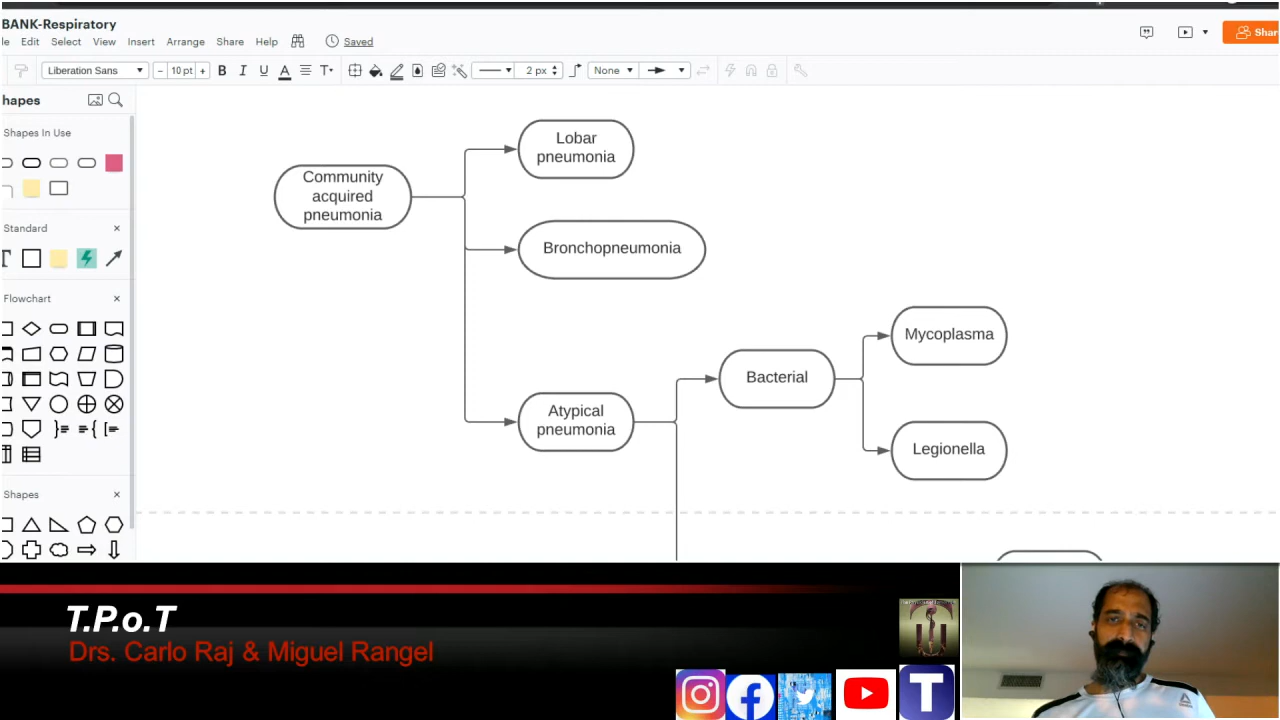 BANK-Respiratory
le Edit Select View Insert Arrange Share Help Saved
Shar
Liberation Sans - 10 pt + B I U A T 2 px None
hapes
Shapes In Use
Standard
T
Flowchart
Shapes
Community
acquired
pneumonia
Lobar
pneumonia
Bronchopneumonia
Atypical
pneumonia
Bacterial
Mycoplasma
Legionella
T.P.o.T
Drs. Carlo Raj & Miguel Rangel
T